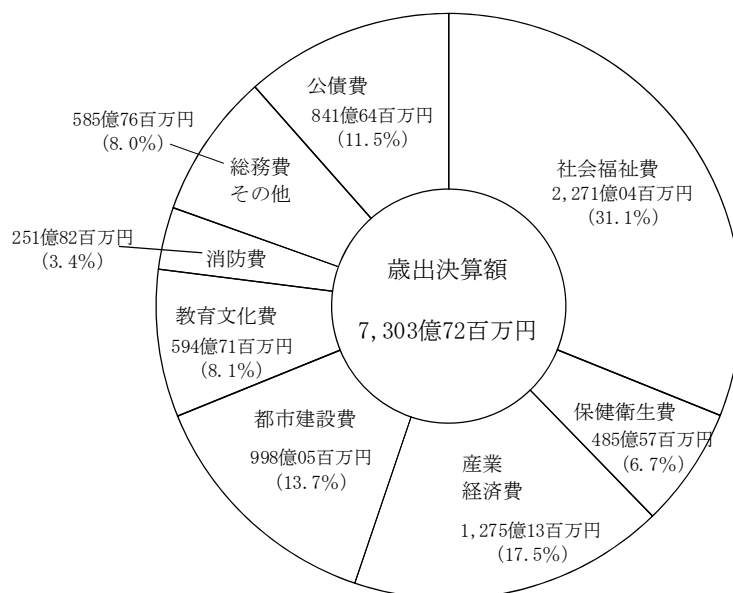 公債費
841億64百万円
(11.5%)
585億76百万円
(8.0%)
総務費
その他
社会福祉費
2,271億04百万円
(31.1%)
251億82百万円
(3.4%)
消防費
歳出決算額
7,303億72百万円
教育文化費
594億71百万円
(8.1%)
都市建設費
998億05百万円
(13.7%)
産業
経済費
1,275億13百万円
(17.5%)
保健衛生費
485億57百万円
(6.7%)